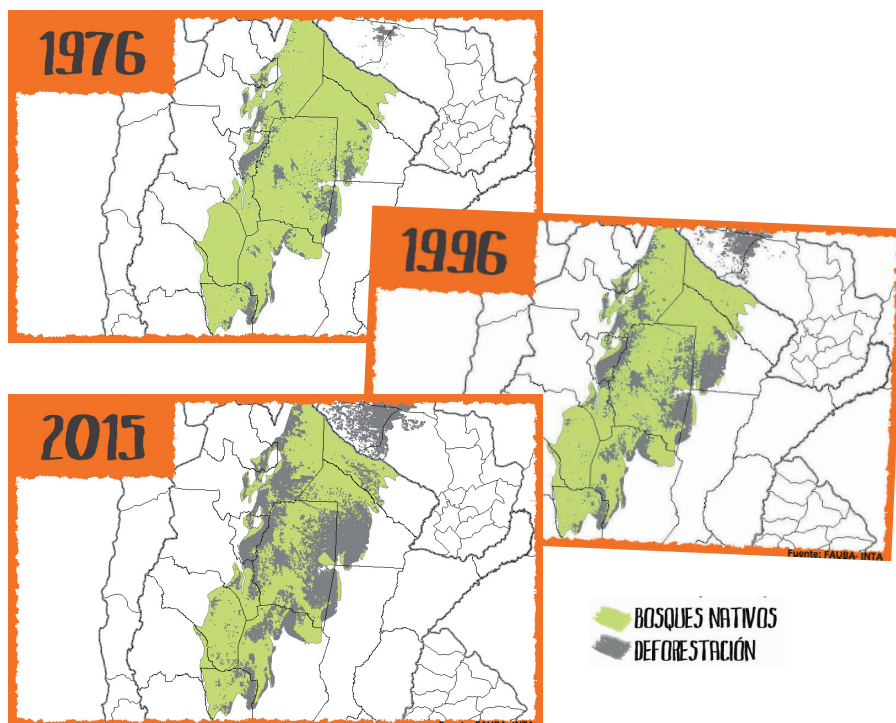 1976
1996
Fuente: FAUBA- INTA
2015
BOSQUES NATIVOS
DEFORESTACIÓN